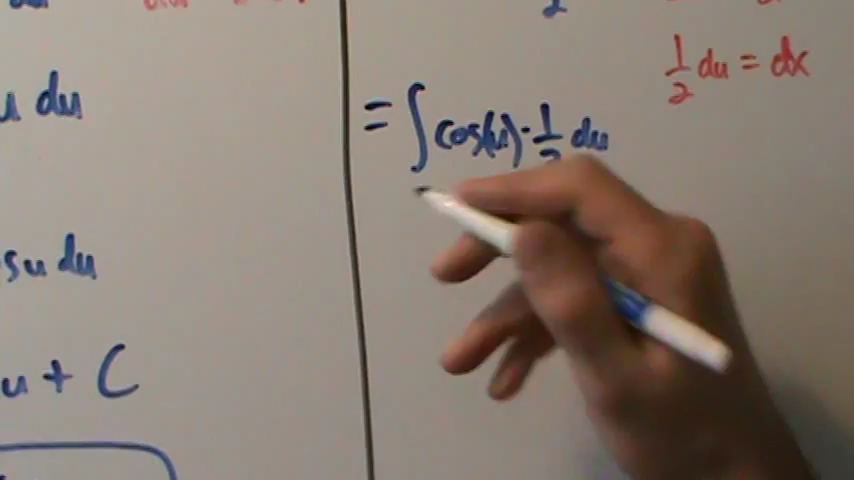 u du
su du
u + C
1/2 du = dx
= ∫ cos(u) · 1/2 du